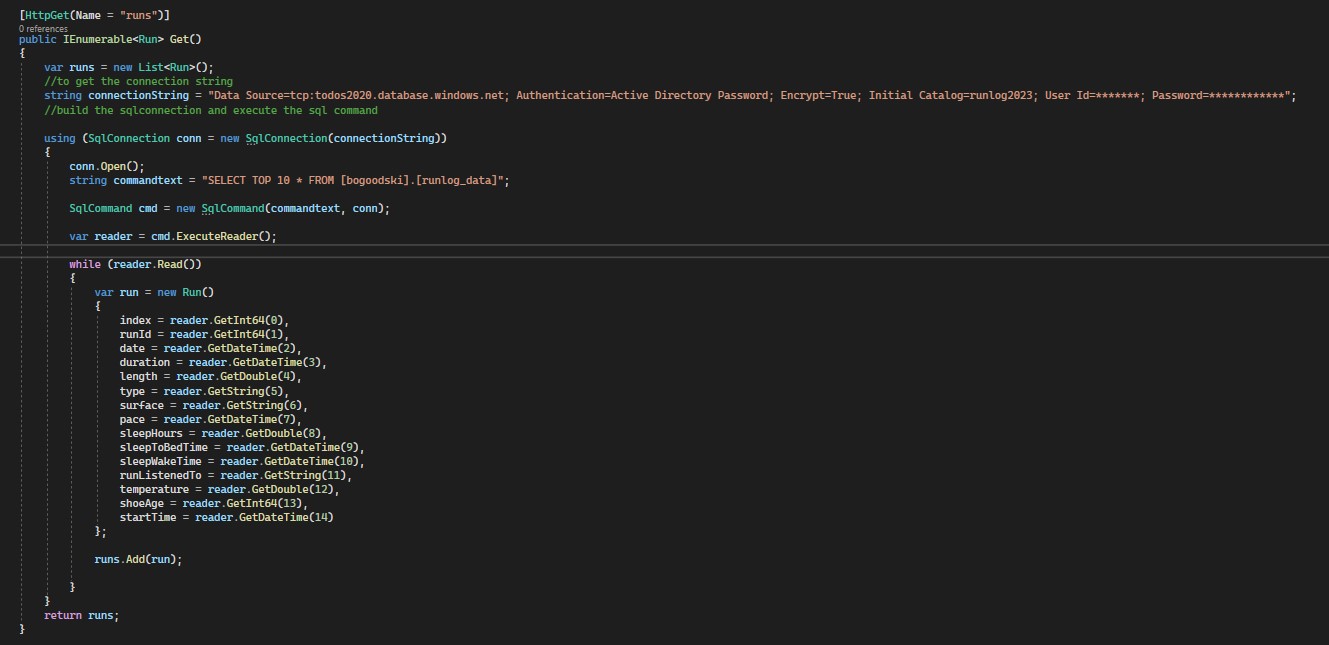 [HttpGet(Name = "runs")]
0 references
public IEnumerable<Run> Get()
{
var runs = new List<Run>();
//to get the connection string
string connectionString = "Data Source=tcp:todos2020.database.windows.net; Authentication=Active Directory Password; Encrypt=True; Initial Catalog=runlog2023; User Id=*******; Password=************";
//build the sqlconnection and execute the sql command
using (SqlConnection conn = new SqlConnection(connectionString))
{
conn.Open();
string commandtext = "SELECT TOP 10 * FROM [bogoodski].[runlog_data]";
SqlCommand cmd = new SqlCommand(commandtext, conn);
var reader = cmd.ExecuteReader();
while (reader.Read())
{
var run = new Run()
{
index = reader.GetInt64(0),
runId = reader.GetInt64(1),
date = reader.GetDateTime(2),
duration = reader.GetDateTime(3),
length = reader.GetDouble(4),
type = reader.GetString(5),
surface = reader.GetString(6),
pace = reader.GetDateTime(7),
sleepHours = reader.GetDouble(8),
sleepToBedTime = reader.GetDateTime(9),
sleepWakeTime = reader.GetDateTime(10),
runListenedTo = reader.GetString(11),
temperature = reader.GetDouble(12),
shoeAge = reader.GetInt64(13),
startTime = reader.GetDateTime(14)
};
runs.Add(run);
}
}
return runs;
}